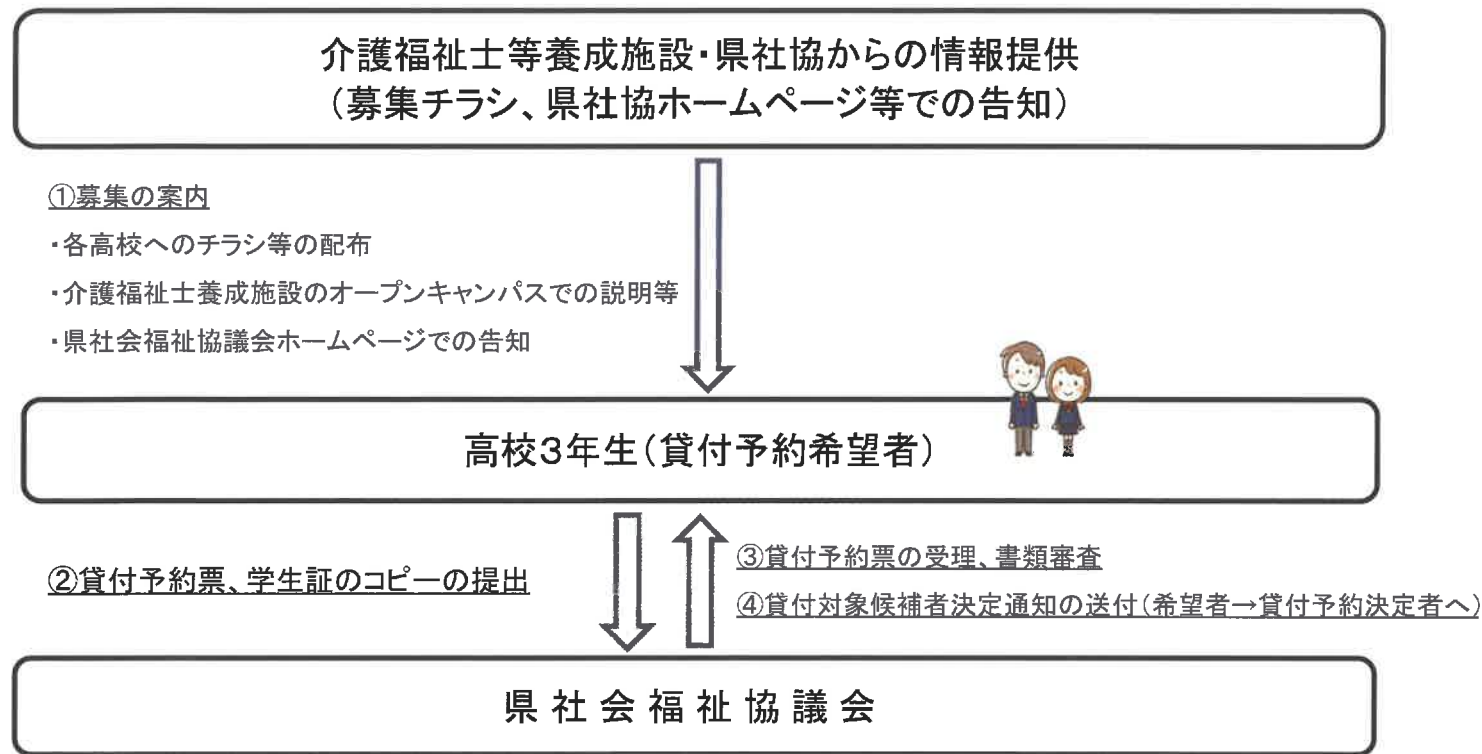 介護福祉士等養成施設・県社協からの情報提供
（募集チラシ、県社協ホームページ等での告知）
①募集の案内
・各高校へのチラシ等の配布
・介護福祉士養成施設のオープンキャンパスでの説明等
・県社会福祉協議会ホームページでの告知
高校３年生（貸付予約希望者）
②貸付予約票、学生証のコピーの提出
③貸付予約票の受理、書類審査
④貸付対象候補者決定通知の送付（希望者→貸付予約決定者へ）
県社会福祉協議会